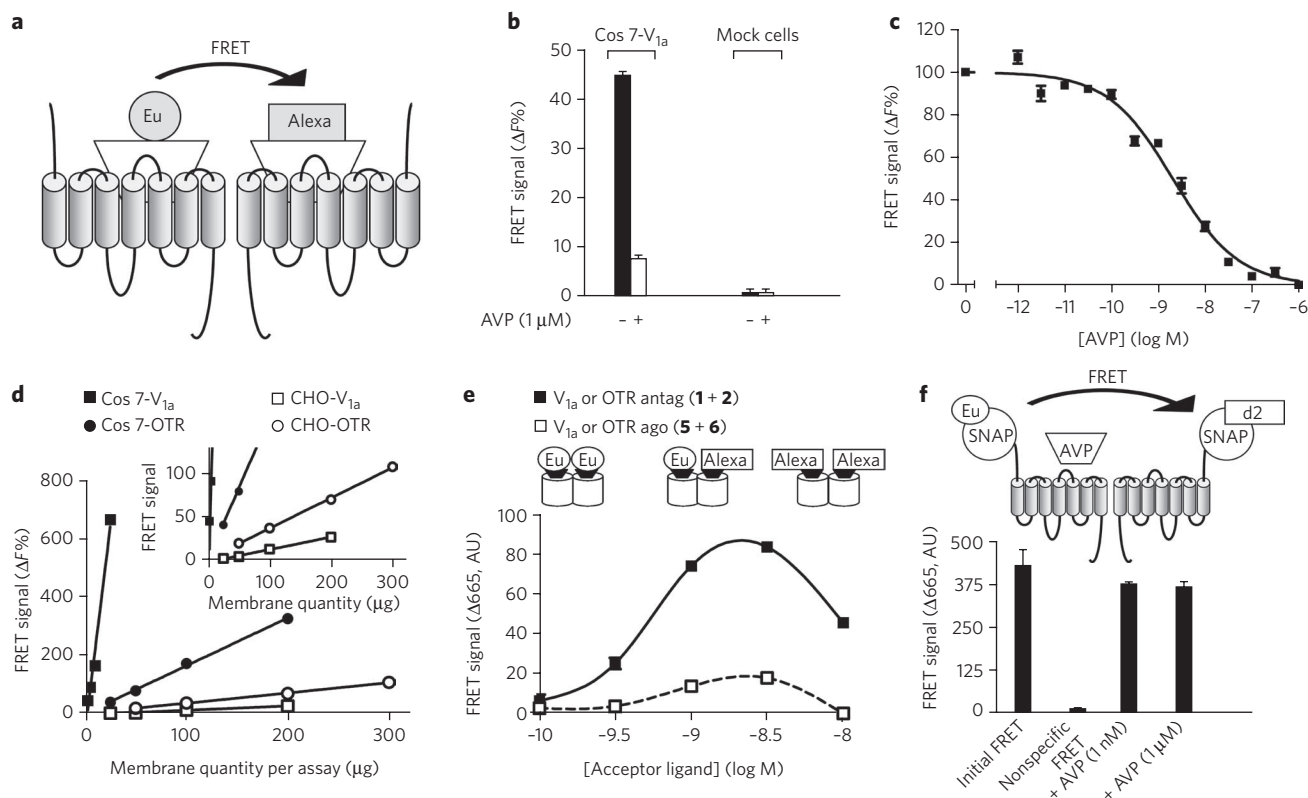 a
FRET
Eu
Alexa
b
Cos 7-V1a
Mock cells
FRET signal (ΔF%)
50
40
30
20
10
0
AVP (1 μM)
– +
– +
c
FRET signal (ΔF%)
120
100
80
60
40
20
0
0
–12
–11
–10
–9
–8
–7
–6
[AVP] (log M)
d
Cos 7-V1a
CHO-V1a
Cos 7-OTR
CHO-OTR
FRET signal (ΔF%)
800
600
400
200
0
0
100
200
300
Membrane quantity per assay (μg)
FRET signal
100
50
0
0
100
200
300
Membrane quantity (μg)
e
V1a or OTR antag (1 + 2)
V1a or OTR ago (5 + 6)
Eu Eu
Eu Alexa
Alexa Alexa
FRET signal (Δ665, AU)
100
80
60
40
20
0
–10
–9.5
–9
–8.5
–8
[Acceptor ligand] (log M)
f
FRET
Eu
SNAP
AVP
d2
SNAP
FRET signal (Δ665, AU)
500
375
250
125
0
Initial FRET
Nonspecific
FRET
+ AVP (1 nM)
+ AVP (1 μM)